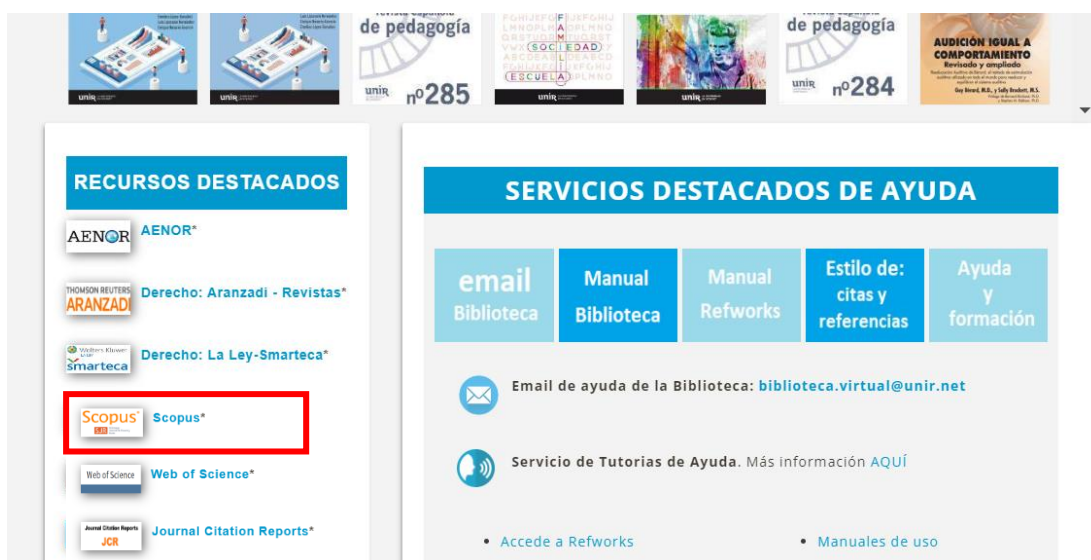 de pedagogía
unir
unir
unir nº285
SOCIEDAD
ESCUELA
unir
unir
de pedagogía
unir nº284
AUDICIÓN IGUAL A
COMPORTAMIENTO
Revisado y ampliado
Guy Bérard, M.D., y Sally Brockett, M.S.
RECURSOS DESTACADOS
AENOR AENOR*
THOMSON REUTERS
ARANZADI
Derecho: Aranzadi - Revistas*
Wolters Kluwer
smarteca
Derecho: La Ley-Smarteca*
Scopus Scopus*
Web of Science Web of Science*
Journal Citation Reports
JCR
Journal Citation Reports*
SERVICIOS DESTACADOS DE AYUDA
email
Biblioteca
Manual
Biblioteca
Manual
Refworks
Estilo de:
citas y
referencias
Ayuda
y
formación
Email de ayuda de la Biblioteca: biblioteca.virtual@unir.net
Servicio de Tutorias de Ayuda. Más información AQUÍ
• Accede a Refworks
• Manuales de uso